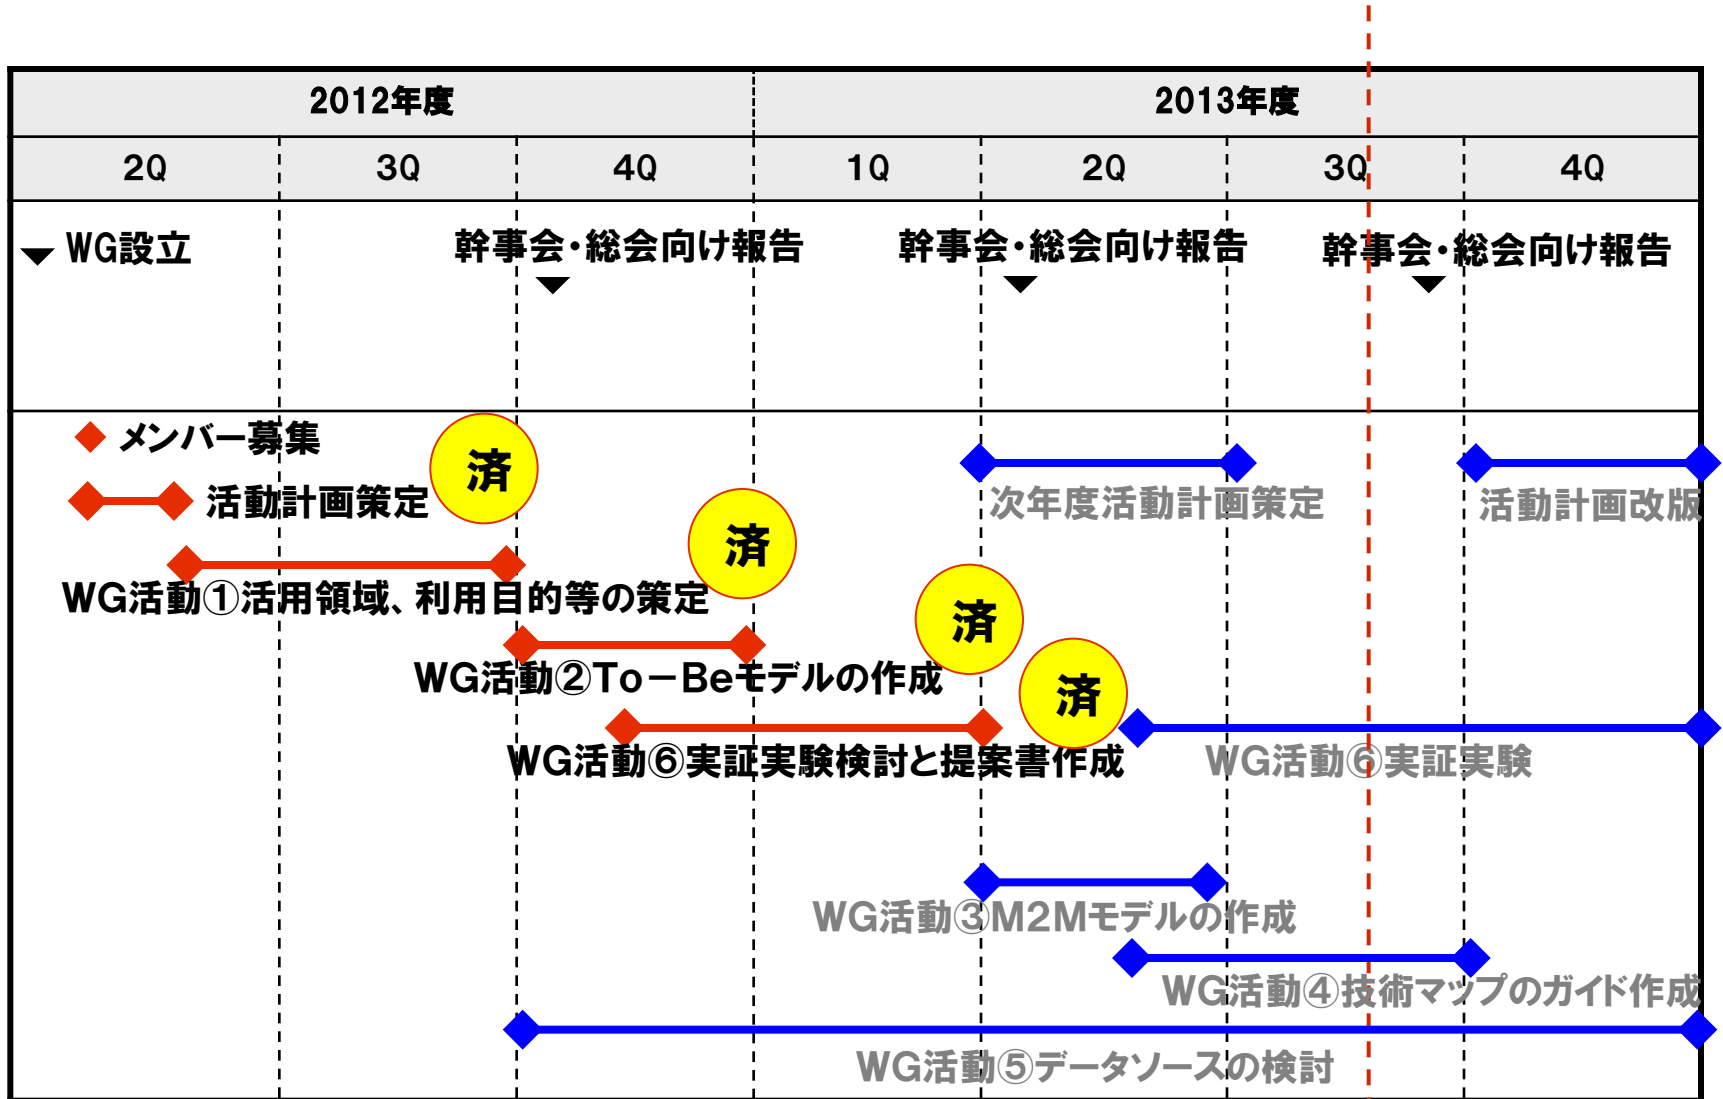 2012年度
2013年度
2Q
3Q
4Q
1Q
2Q
3Q
4Q
WG設立
幹事会・総会向け報告
幹事会・総会向け報告
幹事会・総会向け報告
メンバー募集
済
次年度活動計画策定
活動計画改版
活動計画策定
済
WG活動①活用領域、利用目的等の策定
済
WG活動②To－Beモデルの作成
済
WG活動⑥実証実験検討と提案書作成
WG活動⑥実証実験
WG活動③M2Mモデルの作成
WG活動④技術マップのガイド作成
WG活動⑤データソースの検討